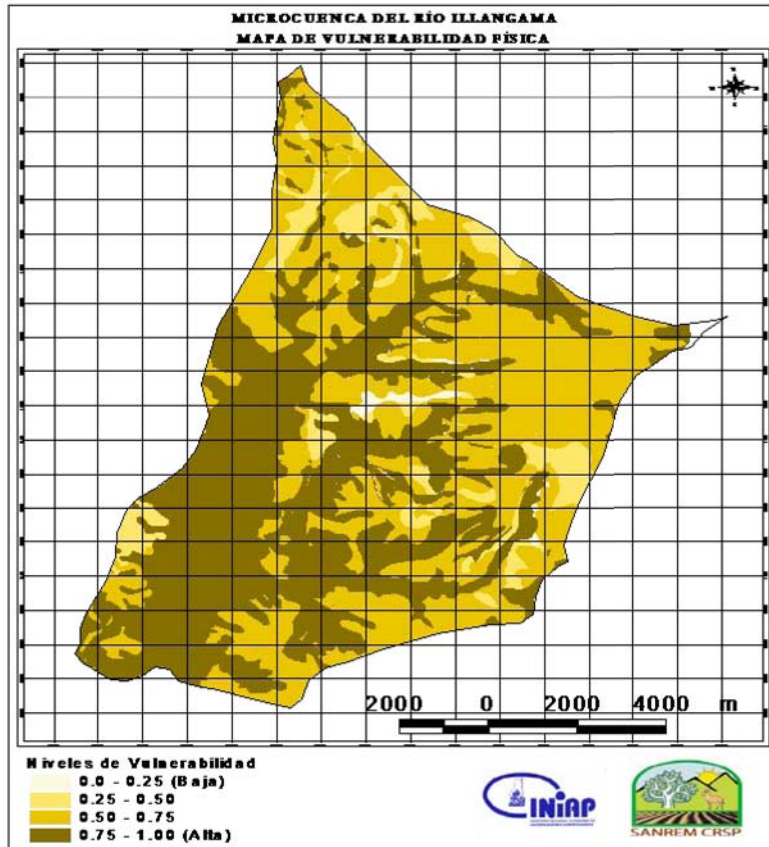 MICROCUENCA DEL RÍO ILLANGAMA
MAPA DE VULNERABILIDAD FÍSICA
2000 0 2000 4000 m
Niveles de Vulnerabilidad
0.0 - 0.25 (Baja)
0.25 - 0.50
0.50 - 0.75
0.75 - 1.00 (Alta)
INIAP
SANREM CRSP